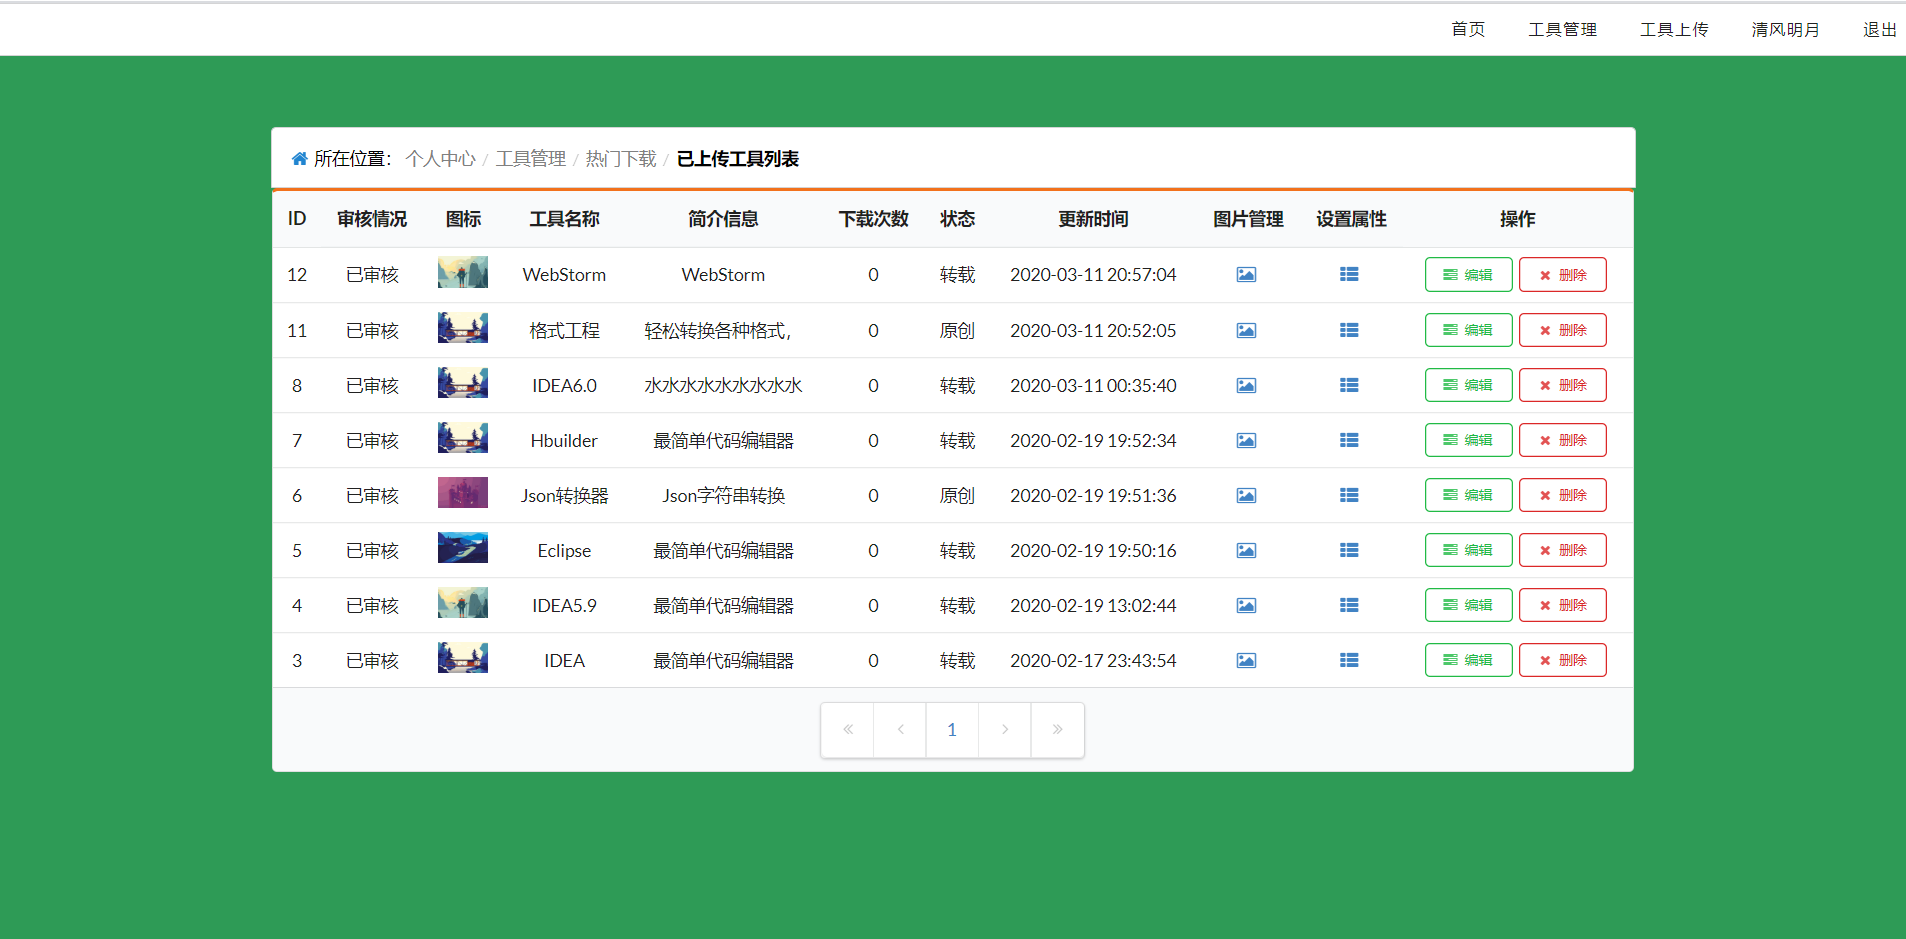 首页 工具管理 工具上传 清风明月 退出
所在位置： 个人中心 / 工具管理 / 热门下载 / 已上传工具列表
ID 审核情况 图标 工具名称 简介信息 下载次数 状态 更新时间 图片管理 设置属性 操作
12 已审核 WebStorm WebStorm 0 转载 2020-03-11 20:57:04 编辑 删除
11 已审核 格式工程 轻松转换各种格式， 0 原创 2020-03-11 20:52:05 编辑 删除
8 已审核 IDEA6.0 水水水水水水水水水 0 转载 2020-03-11 00:35:40 编辑 删除
7 已审核 Hbuilder 最简单代码编辑器 0 转载 2020-02-19 19:52:34 编辑 删除
6 已审核 Json转换器 Json字符串转换 0 原创 2020-02-19 19:51:36 编辑 删除
5 已审核 Eclipse 最简单代码编辑器 0 转载 2020-02-19 19:50:16 编辑 删除
4 已审核 IDEA5.9 最简单代码编辑器 0 转载 2020-02-19 13:02:44 编辑 删除
3 已审核 IDEA 最简单代码编辑器 0 转载 2020-02-17 23:43:54 编辑 删除
« ‹ 1 › »